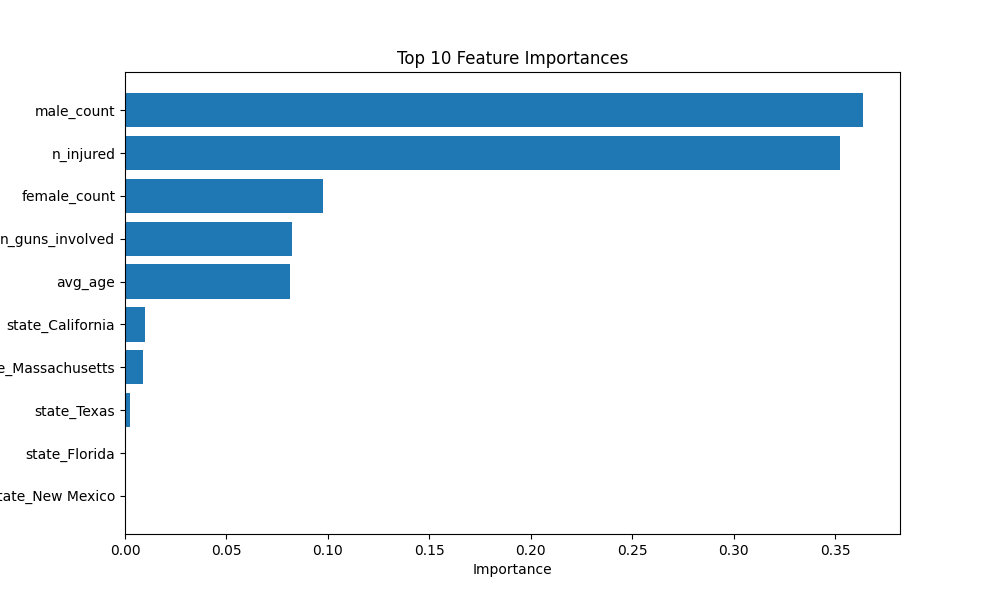 Top 10 Feature Importances
male_count
n_injured
female_count
n_guns_involved
avg_age
state_California
e_Massachusetts
state_Texas
state_Florida
tate_New Mexico
0.00 0.05 0.10 0.15 0.20 0.25 0.30 0.35
Importance